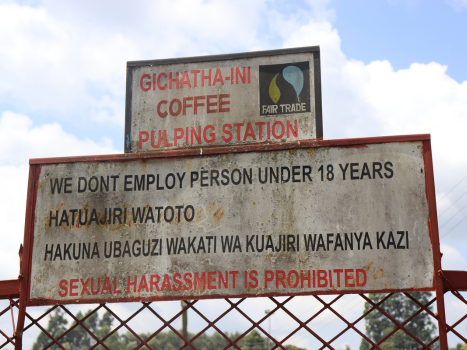 GICHATHA-INI
COFFEE
FAIR TRADE
PULPING STATION
WE DONT EMPLOY PERSON UNDER 18 YEARS
HATUAJIRI WATOTO
HAKUNA UBAGUZI WAKATI WA KUAJIRI WAFANYA KAZI
SEXUAL HARASSMENT IS PROHIBITED